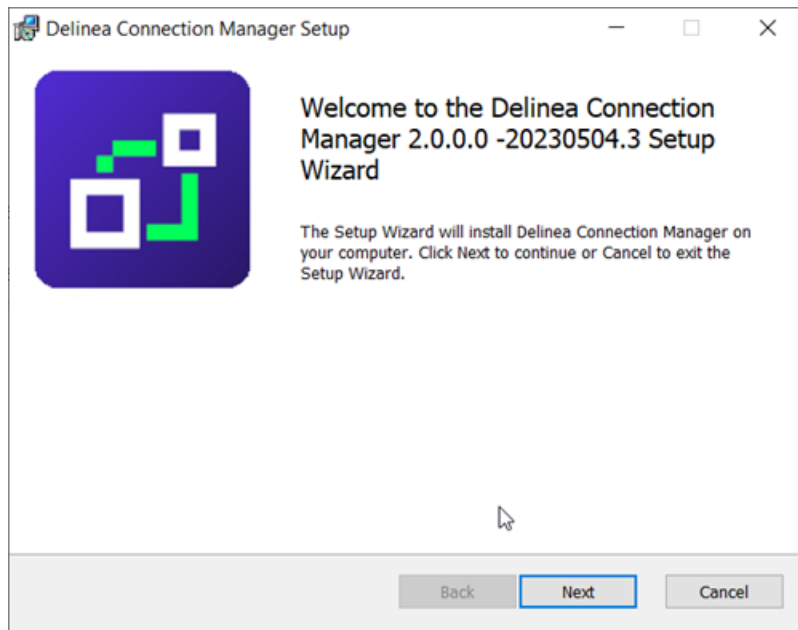 Delinea Connection Manager Setup
Welcome to the Delinea Connection
Manager 2.0.0.0 -20230504.3 Setup
Wizard
The Setup Wizard will install Delinea Connection Manager on
your computer. Click Next to continue or Cancel to exit the
Setup Wizard.
Back Next Cancel